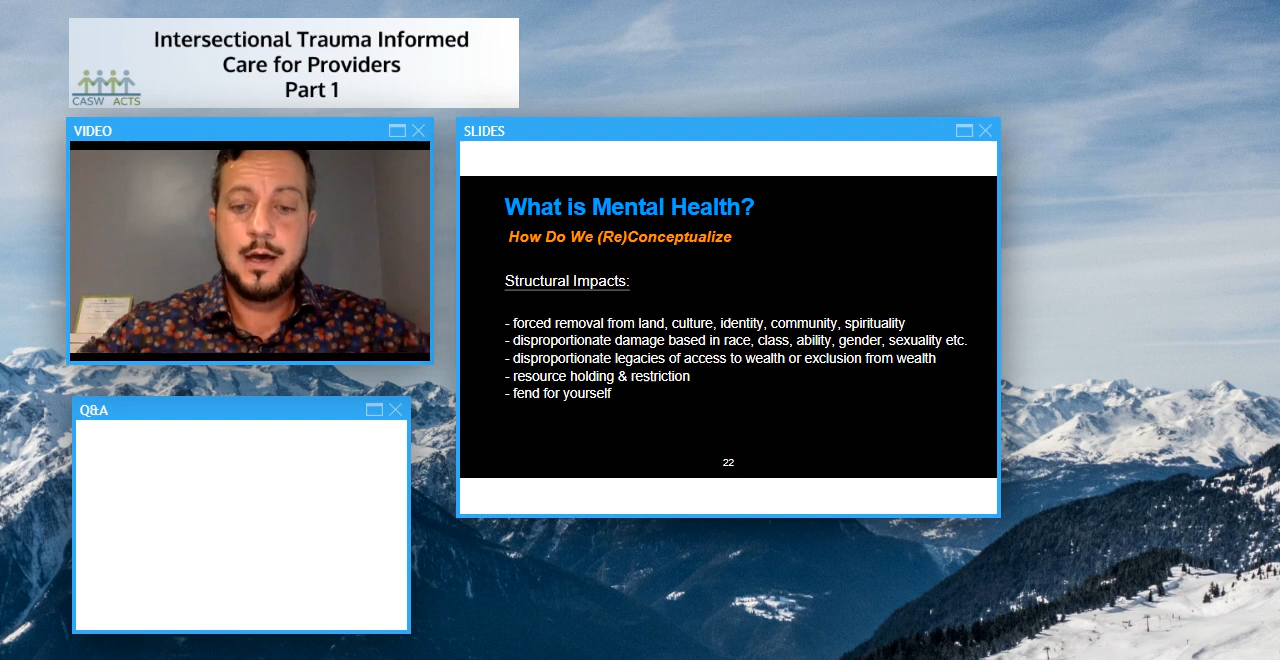 Intersectional Trauma Informed
Care for Providers
Part 1
CASW ACTS
VIDEO
SLIDES
What is Mental Health?
How Do We (Re)Conceptualize
Structural Impacts:
- forced removal from land, culture, identity, community, spirituality
- disproportionate damage based in race, class, ability, gender, sexuality etc.
- disproportionate legacies of access to wealth or exclusion from wealth
- resource holding & restriction
- fend for yourself
22
Q&A